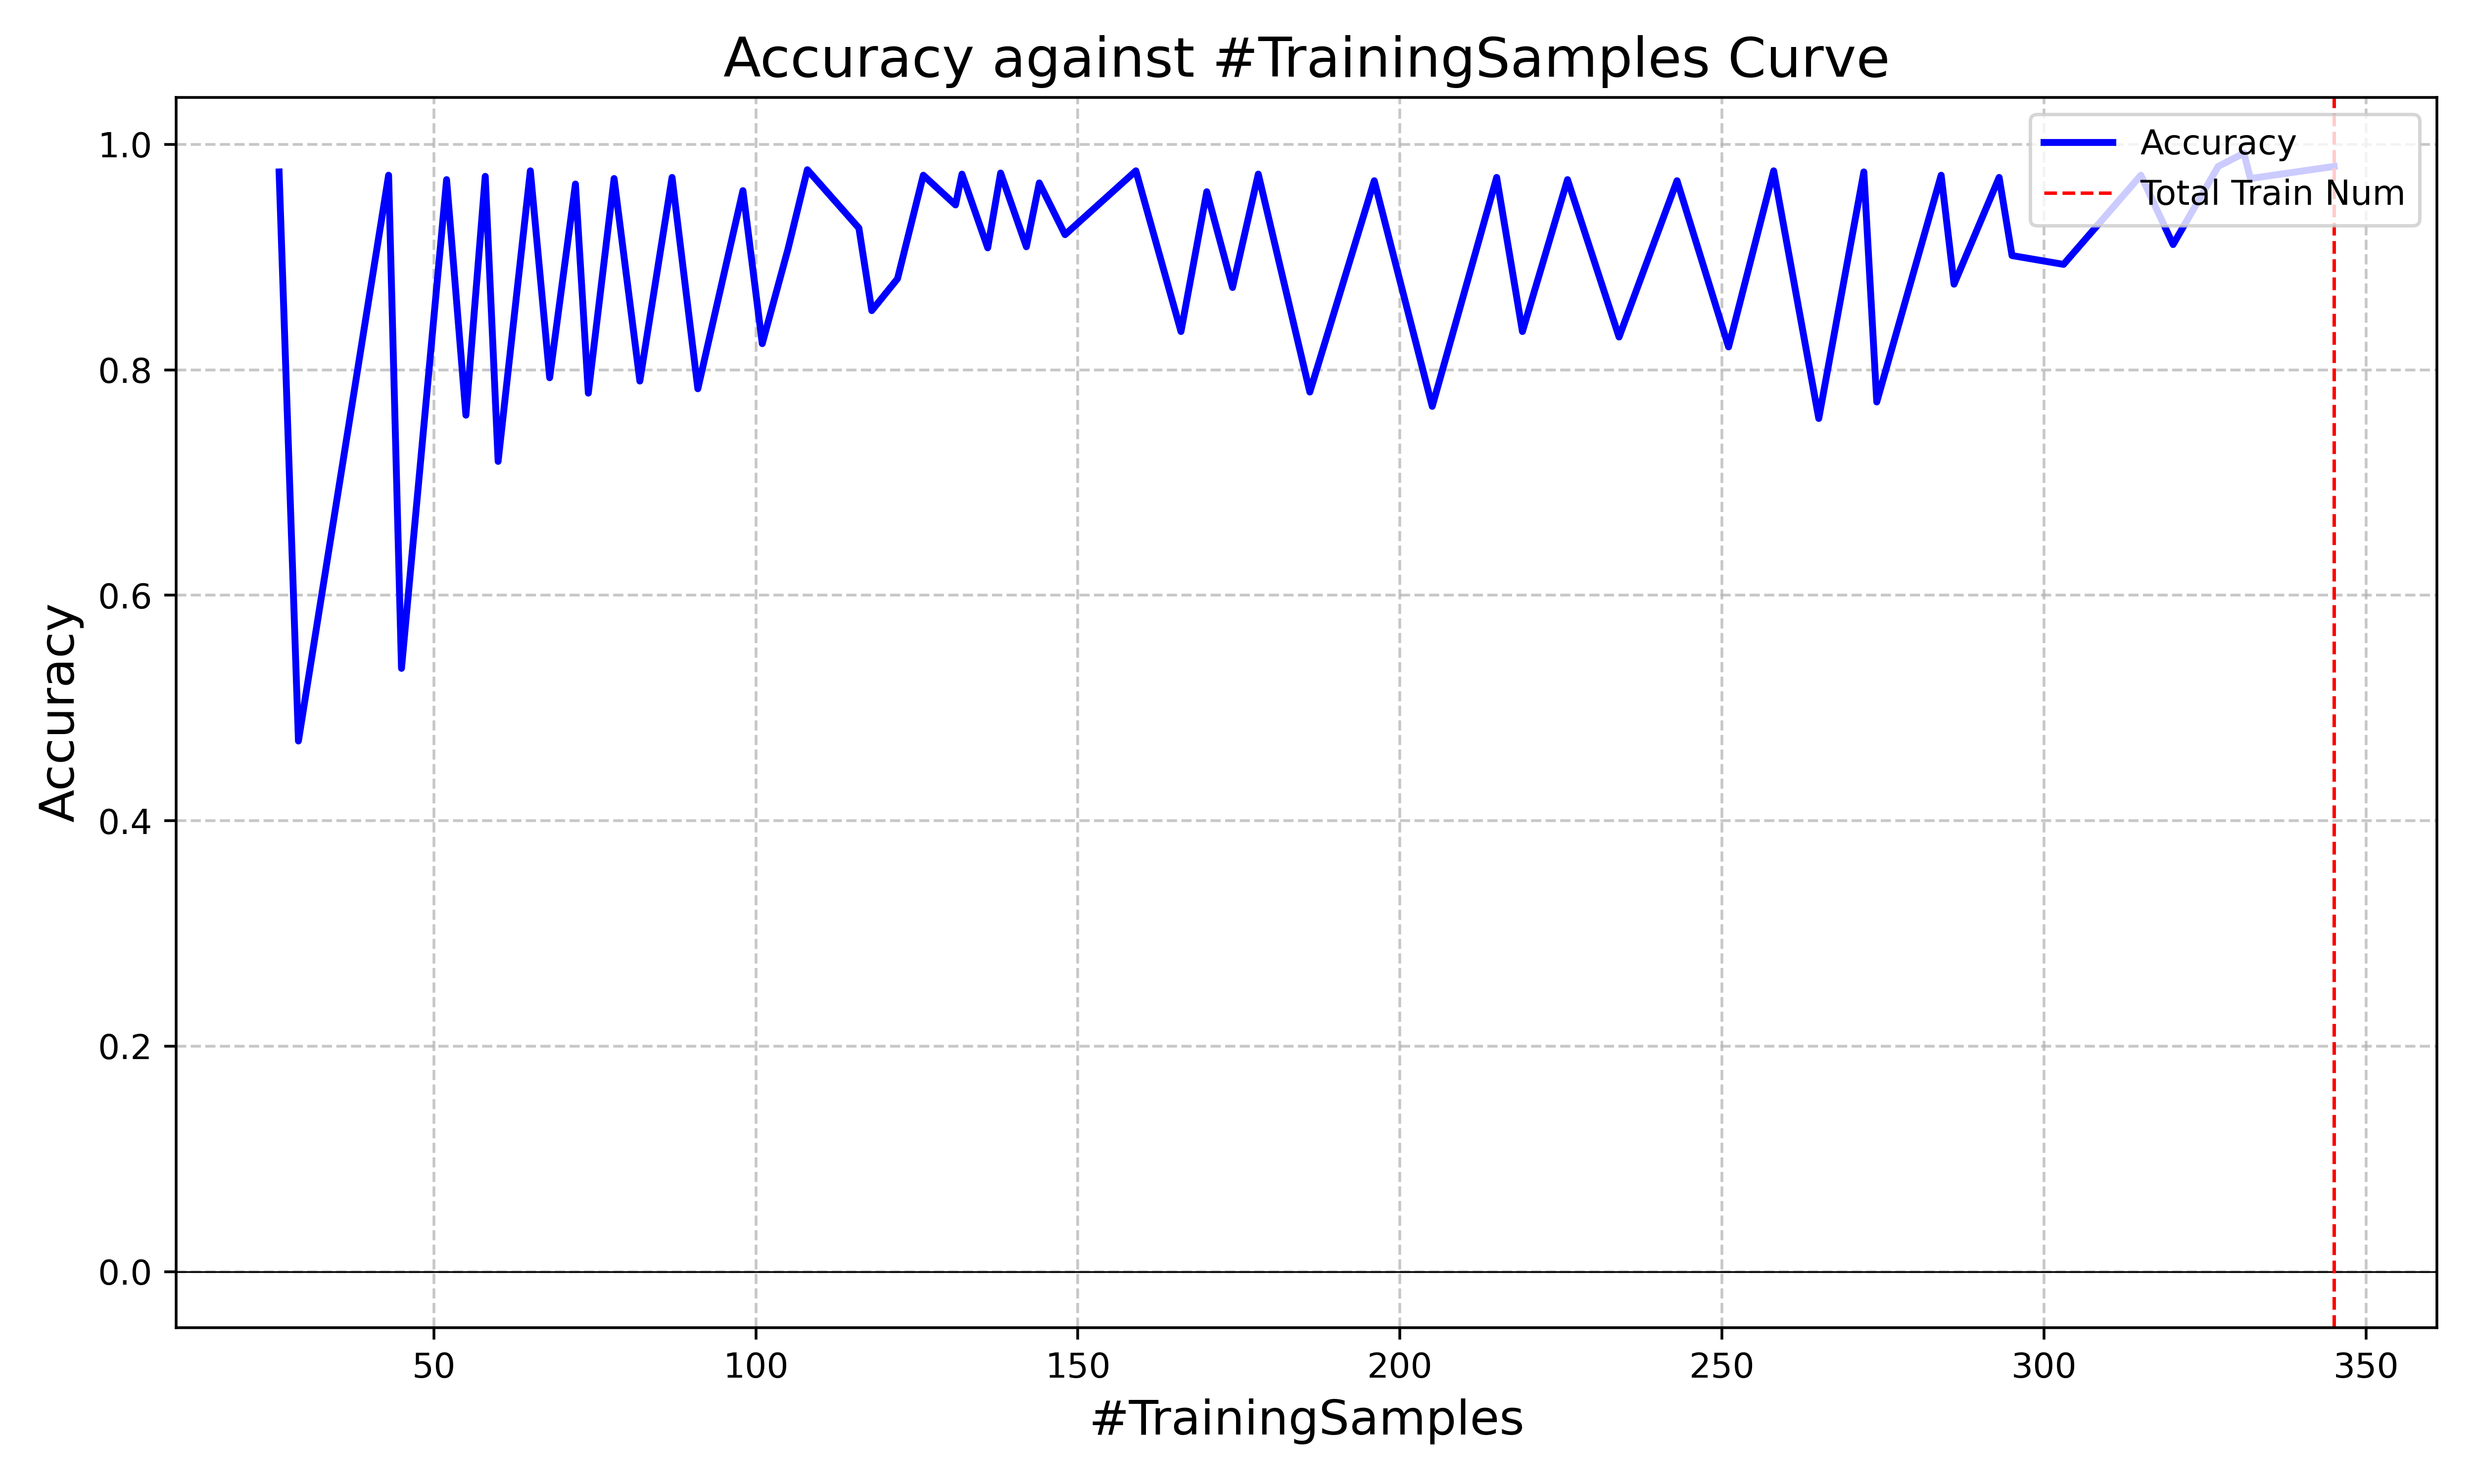 Accuracy against #TrainingSamples Curve
Accuracy
Total Train Num
1.0
0.8
0.6
0.4
0.2
0.0
Accuracy
50
100
150
200
250
300
350
#TrainingSamples